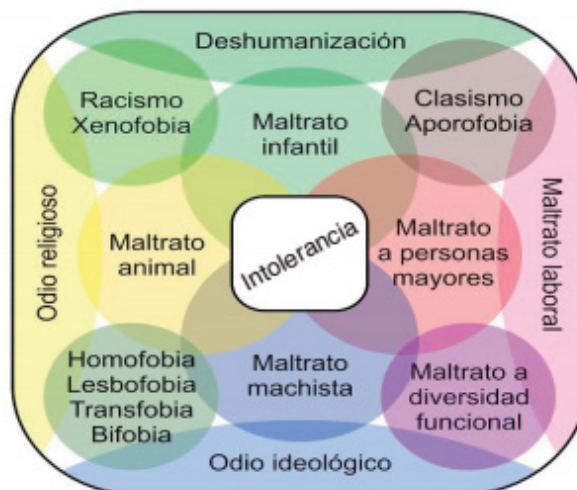 Deshumanización
Racismo
Xenofobia
Maltrato
infantil
Clasismo
Aporofobia
Odio religioso
Maltrato
animal
Intolerancia
Maltrato
a personas
mayores
Maltrato laboral
Homofobia
Lesbofobia
Transfobia
Bifobia
Maltrato
machista
Maltrato a
diversidad
funcional
Odio ideológico